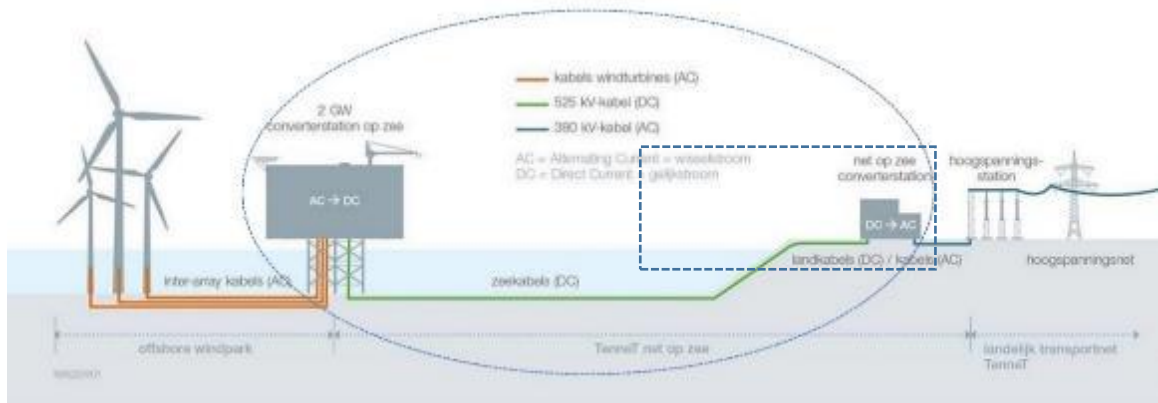 kabels windturbines (AC)
525 kV-kabel (DC)
380 kV-kabel (AC)
AC = Alternating Current = wisselstroom
DC = Direct Current = gelijkstroom
2 GW
converterstation op zee
AC → DC
net op zee
converterstation
DC → AC
hoogspannings-
station
inter-array kabels (AC)
zeekabels (DC)
landkabels (DC) / kabels (AC)
hoogspanningsnet
offshore windpark
TenneT net op zee
landelijk transportnet
TenneT